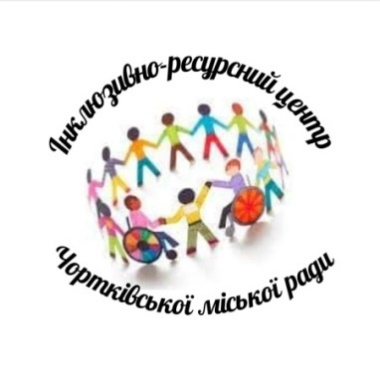 Інклюзивно-ресурсний центр
Чортківської міської ради